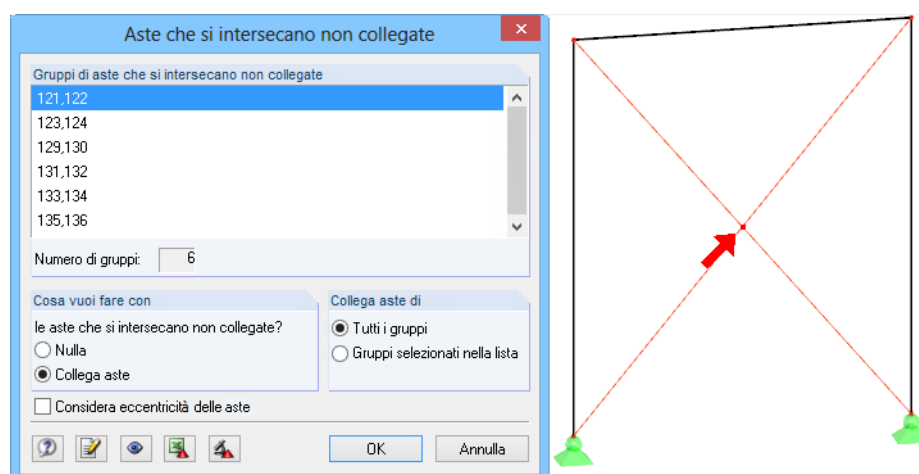 Aste che si intersecano non collegate
Gruppi di aste che si intersecano non collegate
121,122
123,124
129,130
131,132
133,134
135,136
Numero di gruppi: 6
Cosa vuoi fare con
le aste che si intersecano non collegate?
Nulla
Collega aste
Collega aste di
Tutti i gruppi
Gruppi selezionati nella lista
Considera eccentricità delle aste
OK
Annulla